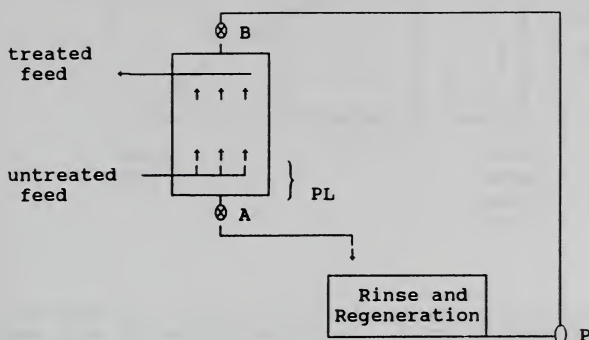 B
treated
feed
untreated
feed
PL
A
Rinse and
Regeneration
P